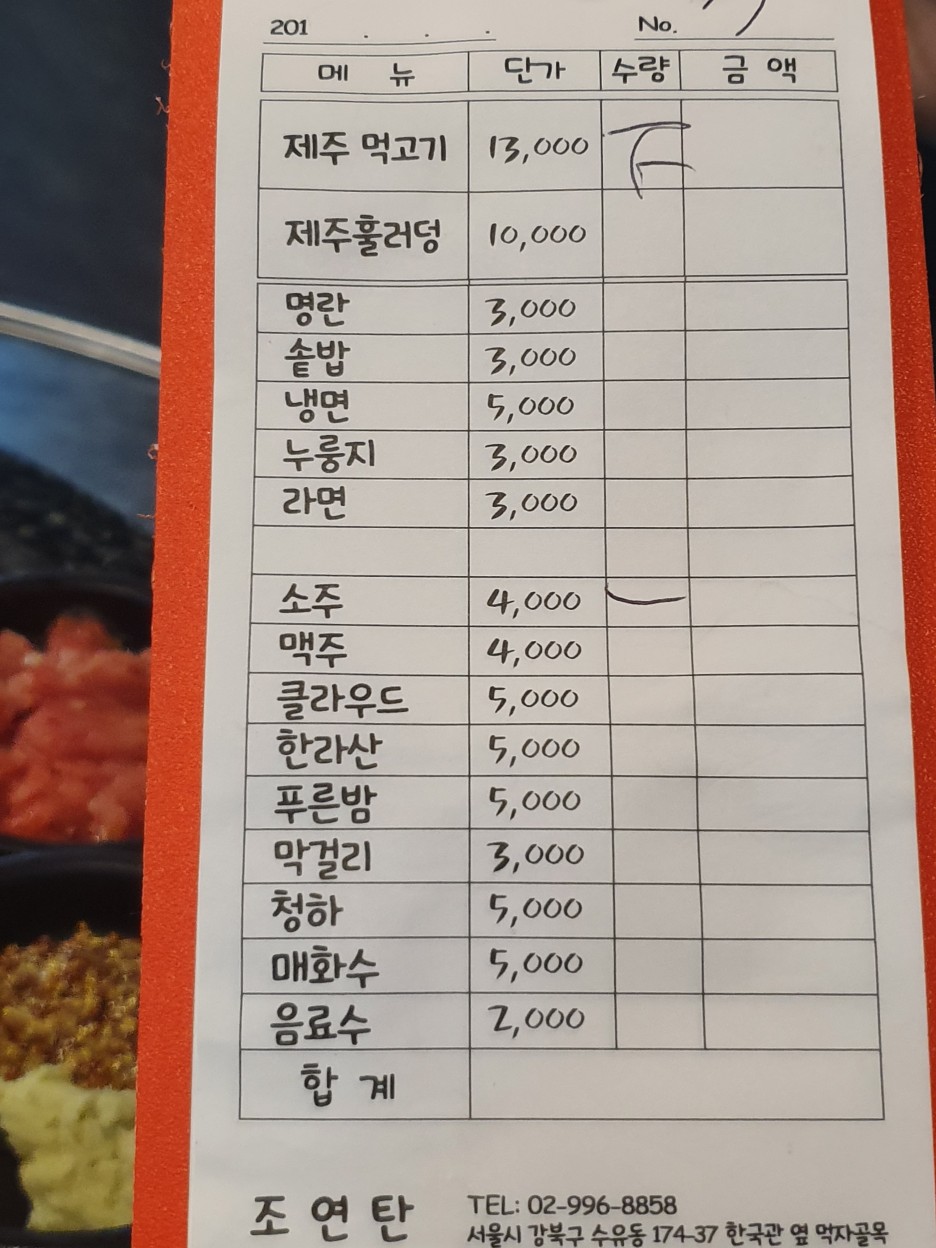 201 . . . No.
메 뉴 단가 수량 금 액
제주 먹고기 13,000
제주훌러덩 10,000
명란 3,000
솥밥 3,000
냉면 5,000
누룽지 3,000
라면 3,000
소주 4,000
맥주 4,000
클라우드 5,000
한라산 5,000
푸른밤 5,000
막걸리 3,000
청하 5,000
매화수 5,000
음료수 2,000
합 계
조 연 탄 TEL: 02-996-8858
서울시 강북구 수유동 174-37 한국관 옆 먹자골목